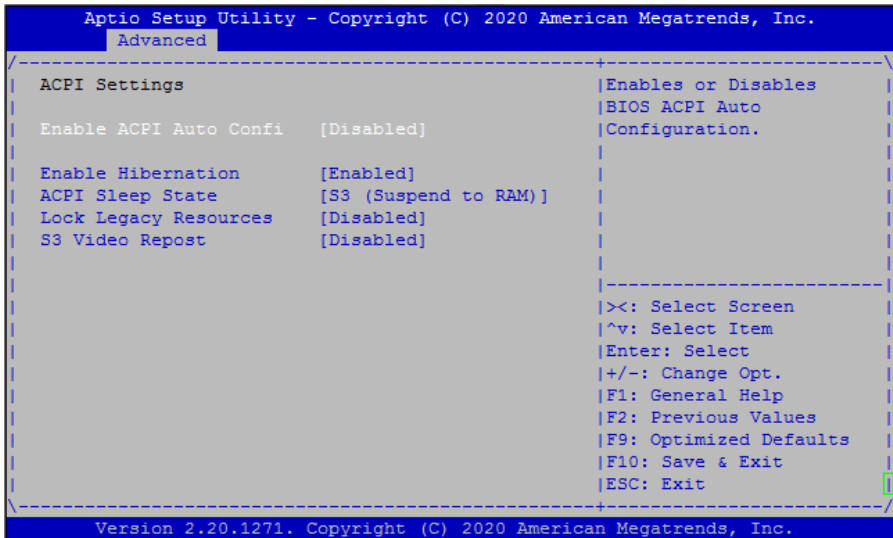 Aptio Setup Utility - Copyright (C) 2020 American Megatrends, Inc.
Advanced
ACPI Settings
Enable ACPI Auto Confi [Disabled]
Enable Hibernation [Enabled]
ACPI Sleep State [S3 (Suspend to RAM)]
Lock Legacy Resources [Disabled]
S3 Video Repost [Disabled]
Enables or Disables
BIOS ACPI Auto
Configuration.
><: Select Screen
^v: Select Item
Enter: Select
+/-: Change Opt.
F1: General Help
F2: Previous Values
F9: Optimized Defaults
F10: Save & Exit
ESC: Exit
Version 2.20.1271. Copyright (C) 2020 American Megatrends, Inc.